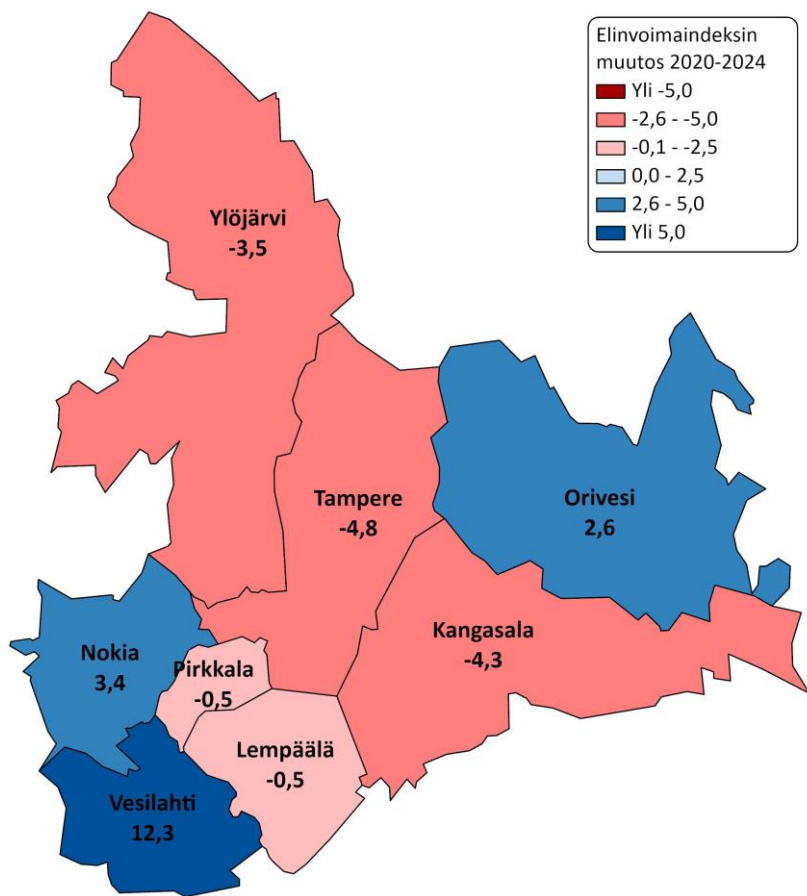 Elinvoimaindeksin
muutos 2020-2024
Yli -5,0
-2,6 - -5,0
-0,1 - -2,5
0,0 - 2,5
2,6 - 5,0
Yli 5,0
Ylöjärvi
-3,5
Tampere
-4,8
Orivesi
2,6
Kangasala
-4,3
Nokia
3,4
Pirkkala
-0,5
Lempäälä
-0,5
Vesilahti
12,3